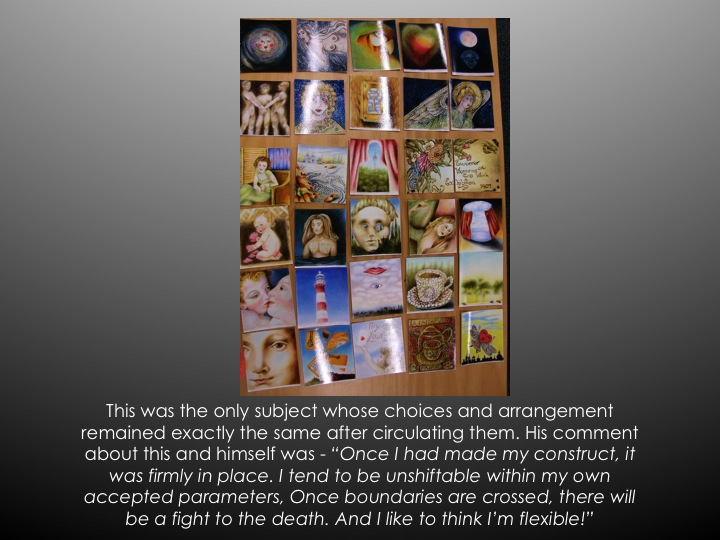 Souvenir
1907
This was the only subject whose choices and arrangement
remained exactly the same after circulating them. His comment
about this and himself was - “Once I had made my construct, it
was firmly in place. I tend to be unshiftable within my own
accepted parameters, Once boundaries are crossed, there will
be a fight to the death. And I like to think I’m flexible!”